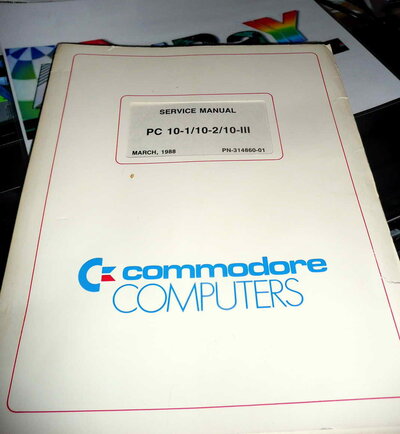 SERVICE MANUAL
PC 10-1/10-2/10-III
MARCH, 1988 PN-314860-01
commodore
COMPUTERS